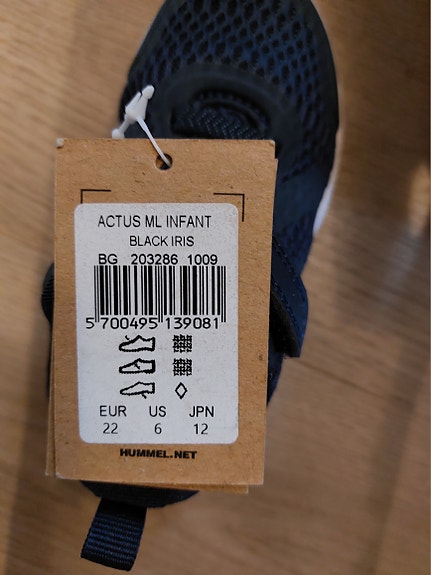 ACTUS ML INFANT
BLACK IRIS
BG 203286 1009
5 700495 139081
EUR US JPN
22 6 12
HUMMEL.NET